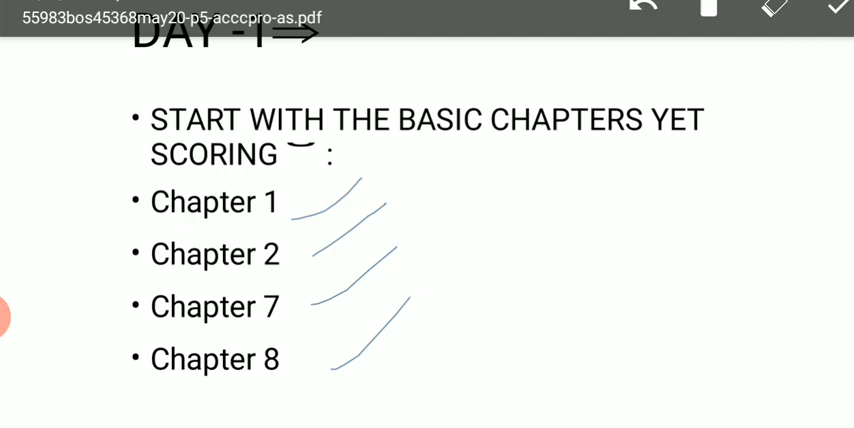 55983bos45368may20-p5-acccpro-as.pdf
DAY -1⇒
• START WITH THE BASIC CHAPTERS YET
SCORING :
• Chapter 1
• Chapter 2
• Chapter 7
• Chapter 8